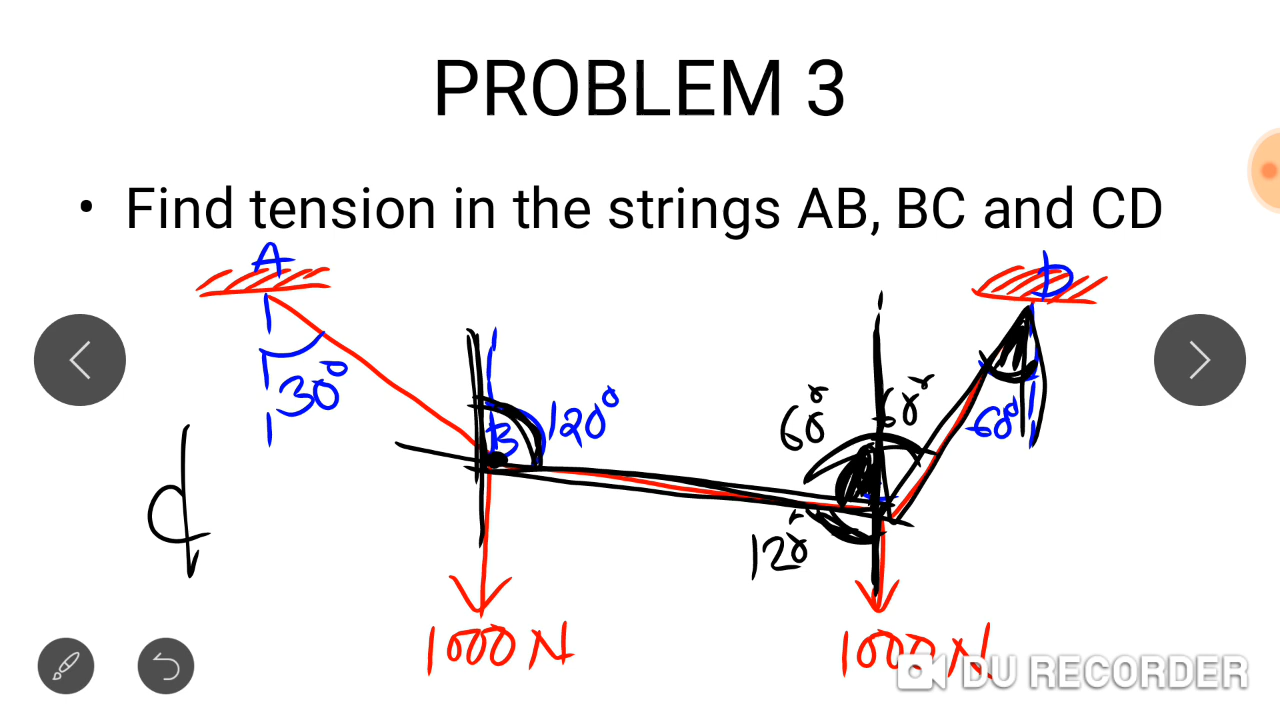 PROBLEM 3
• Find tension in the strings AB, BC and CD
A
D
30°
B
120°
60°
60°
60°
120°
1000 N
1000 N
DU RECORDER